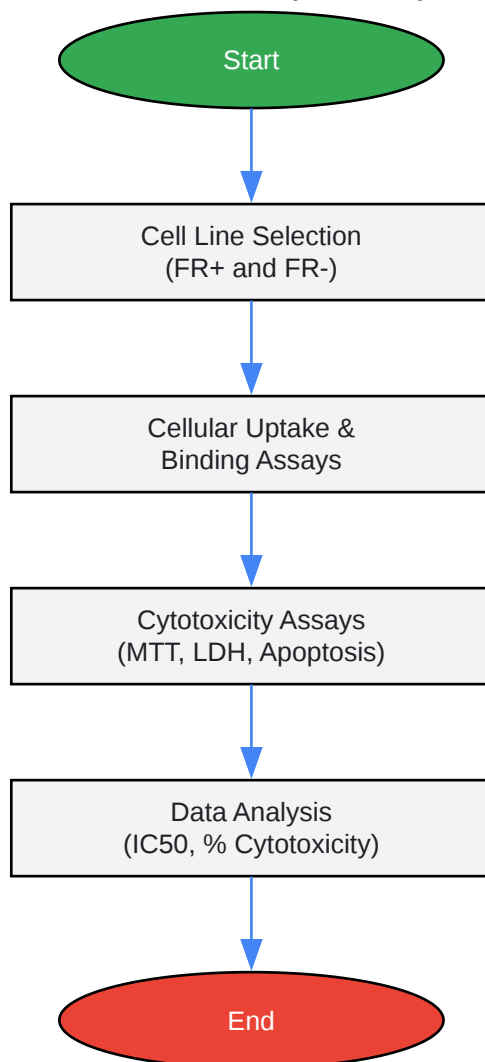 Start
Cell Line Selection
(FR+ and FR-)
Cellular Uptake &
Binding Assays
Cytotoxicity Assays
(MTT, LDH, Apoptosis)
Data Analysis
(IC50, % Cytotoxicity)
End